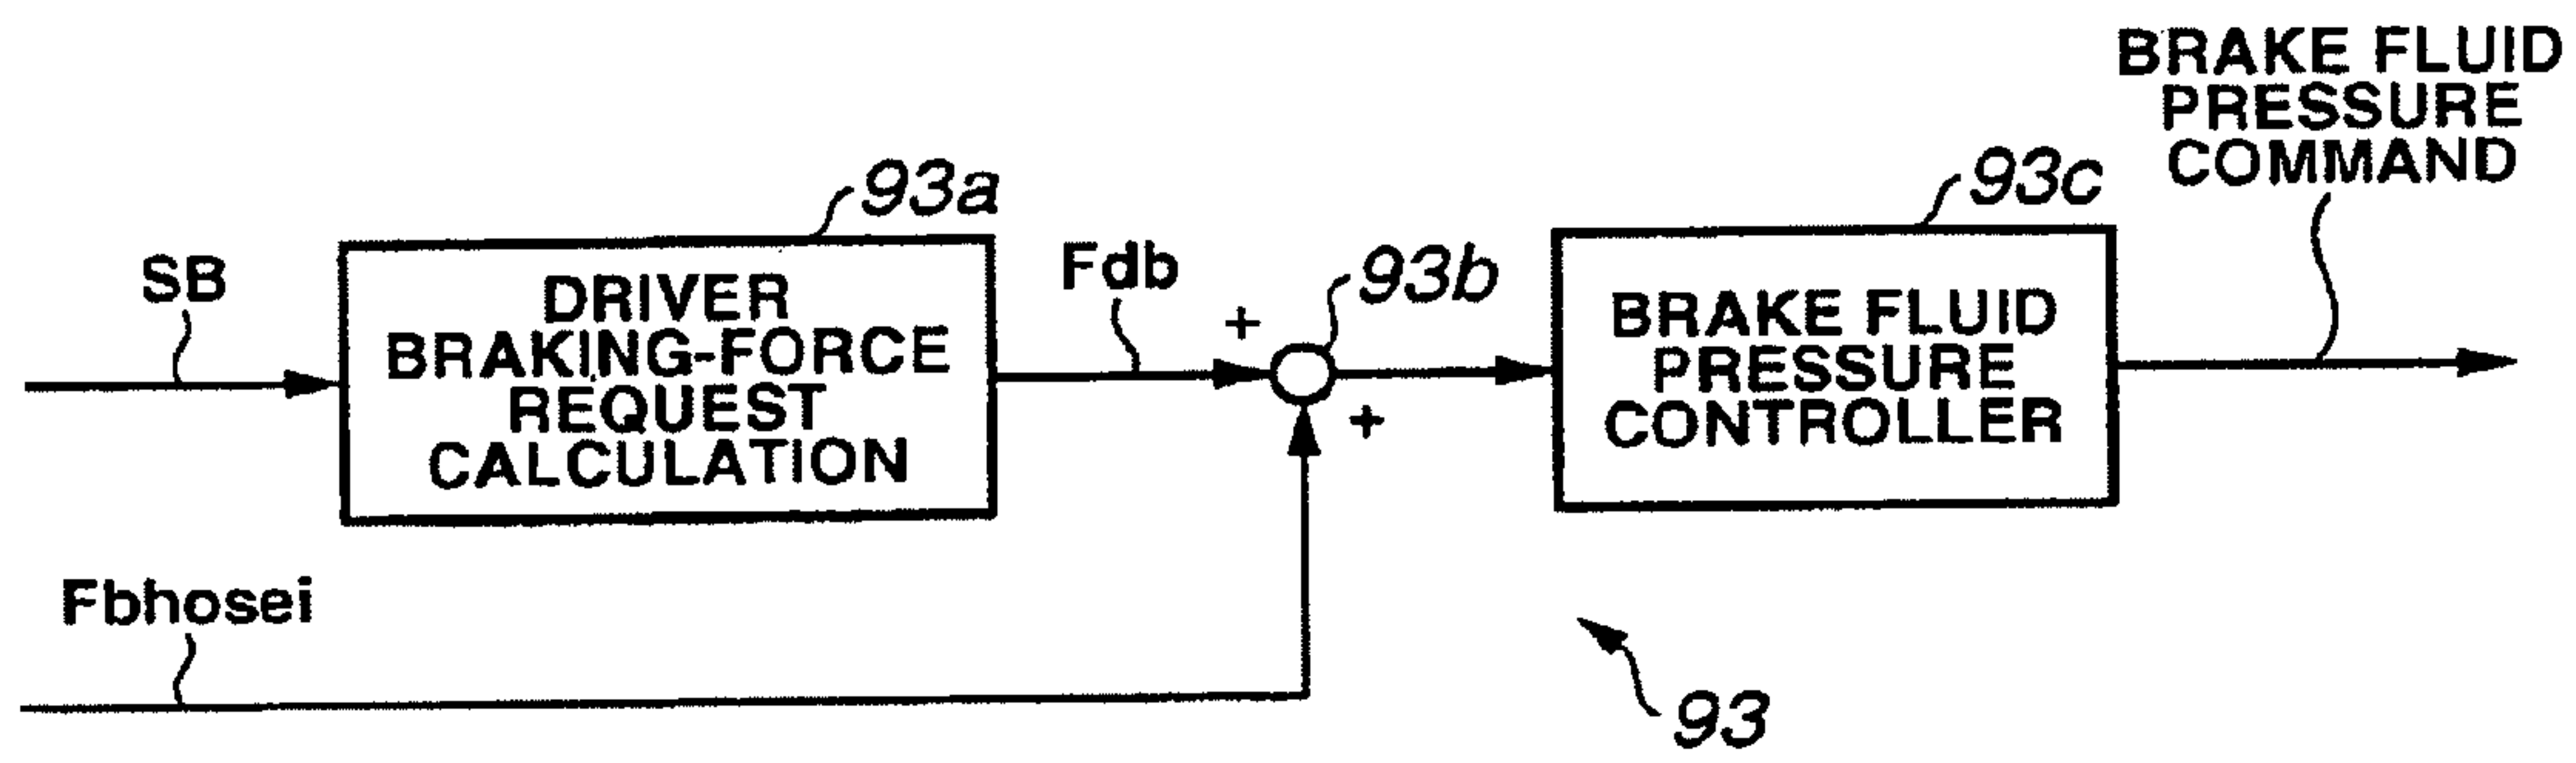 BRAKE FLUID
PRESSURE
COMMAND
93a
93c
SB
Fdb
93b
DRIVER
BRAKING-FORCE
REQUEST
CALCULATION
+
+
BRAKE FLUID
PRESSURE
CONTROLLER
Fbhosei
93